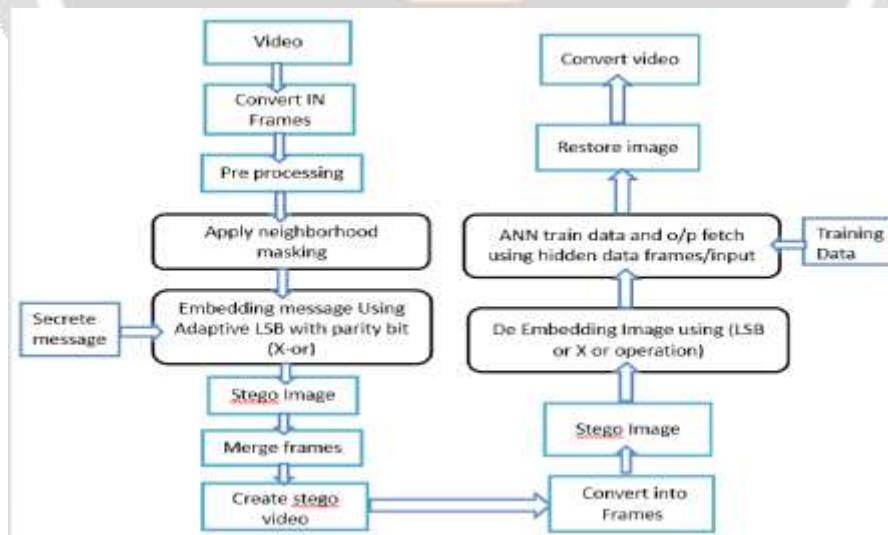 Video
Convert IN
Frames
Pre processing
Apply neighborhood
masking
Secrete
message
Embedding message Using
Adaptive LSB with parity bit
(X-or)
Stego Image
Merge frames
Create stego
video
Convert video
Restore image
ANN train data and o/p fetch
using hidden data frames/input
Training
Data
De Embedding Image using (LSB
or X or operation)
Stego Image
Convert into
Frames